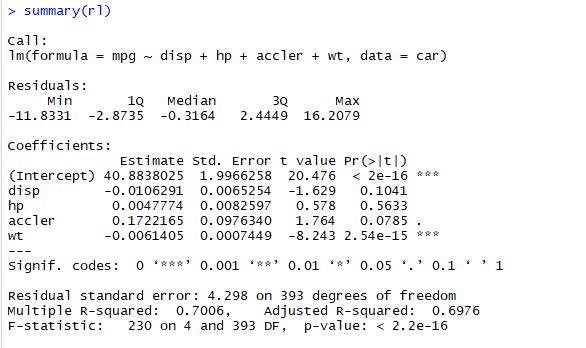 > summary(rl)
Call:
lm(formula = mpg ~ disp + hp + accler + wt, data = car)
Residuals:
Min 1Q Median 3Q Max
-11.8331 -2.8735 -0.3164 2.4449 16.2079
Coefficients:
Estimate Std. Error t value Pr(>|t|)
(Intercept) 40.8838025 1.9966258 20.476 < 2e-16 ***
disp -0.0106291 0.0065254 -1.629 0.1041
hp 0.0047774 0.0082597 0.578 0.5633
accler 0.1722165 0.0976340 1.764 0.0785 .
wt -0.0061405 0.0007449 -8.243 2.54e-15 ***
---
Signif. codes: 0 ‘***’ 0.001 ‘**’ 0.01 ‘*’ 0.05 ‘.’ 0.1 ‘ ’ 1
Residual standard error: 4.298 on 393 degrees of freedom
Multiple R-squared: 0.7006, Adjusted R-squared: 0.6976
F-statistic: 230 on 4 and 393 DF, p-value: < 2.2e-16